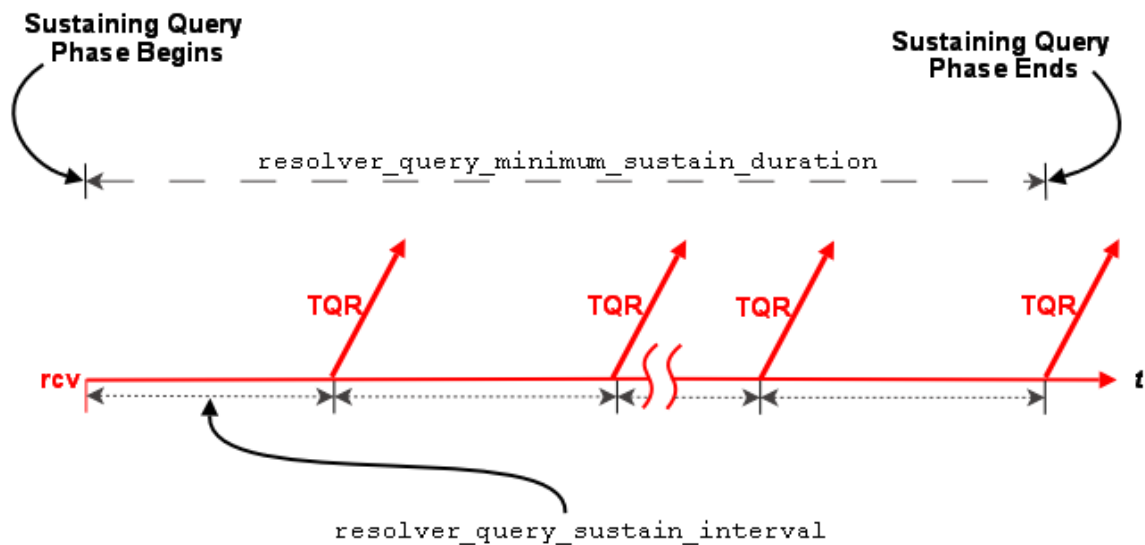 Sustaining Query
Phase Begins
Sustaining Query
Phase Ends
resolver_query_minimum_sustain_duration
TQR
TQR
TQR
TQR
rcv
t
resolver_query_sustain_interval